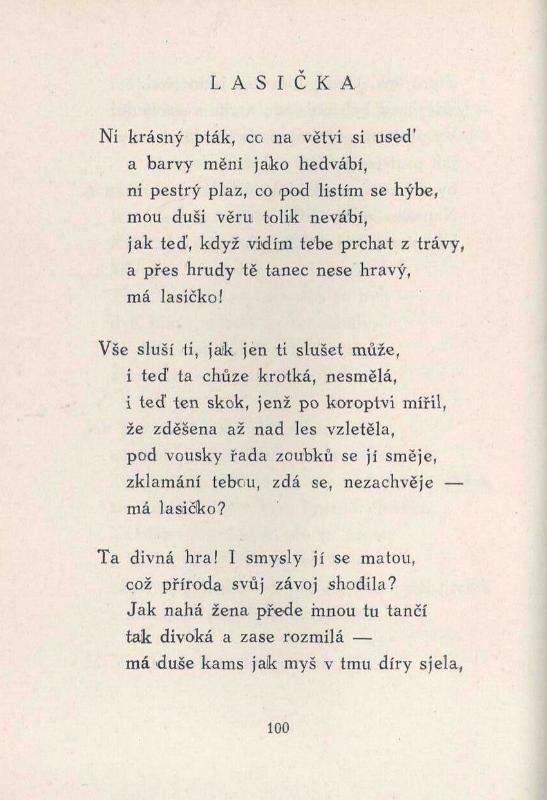 LASIČKA
Ni krásný pták, co na větvi si useď
a barvy mění jako hedvábí,
ni pestrý plaz, co pod listím se hýbe,
mou duši věru tolik nevábí,
jak teď, když vidím tebe prchat z trávy,
a přes hrudy tě tanec nese hravý,
má lasičko!
Vše sluší ti, jak jen ti slušet může,
i teď ta chůze krotká, nesmělá,
i teď ten skok, jenž po koroptvi mířil,
že zděšena až nad les vzletěla,
pod vousky řada zoubků se jí směje,
zklamání tebou, zdá se, nezachvěje —
má lasičko?
Ta divná hra! I smysly jí se matou,
což příroda svůj závoj shodila?
Jak nahá žena přede mnou tu tančí
tak divoká a zase rozmilá —
má duše kams jak myš v tmu díry sjela,
100